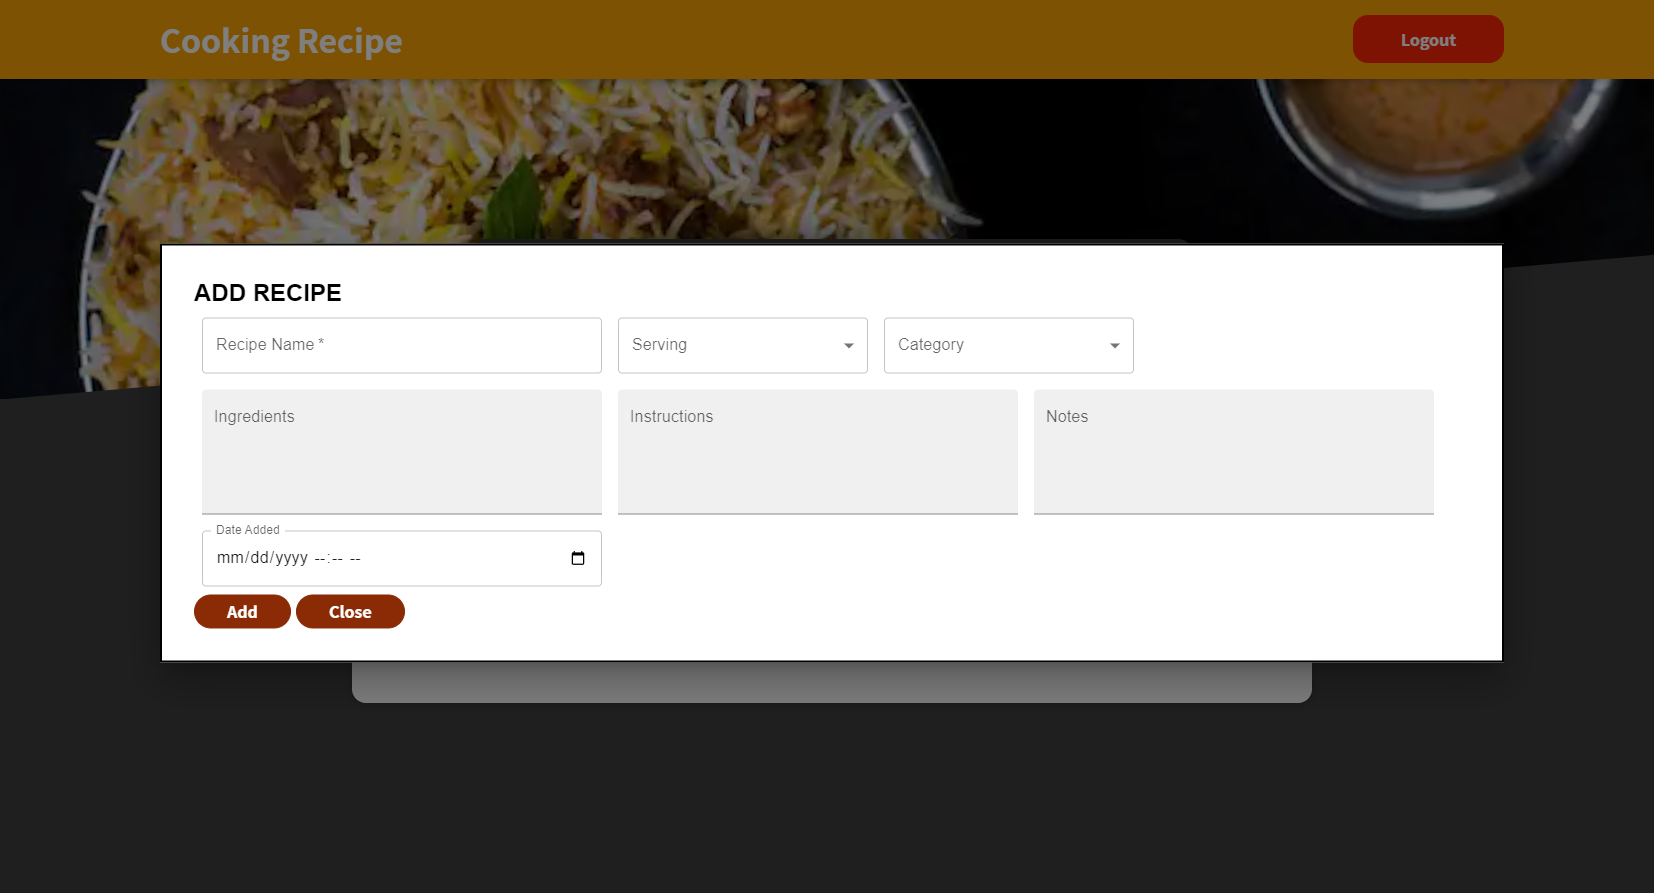 Cooking Recipe
Logout
ADD RECIPE
Recipe Name *
Serving
Category
Ingredients
Instructions
Notes
Date Added
mm/dd/yyyy --:-- --
Add
Close